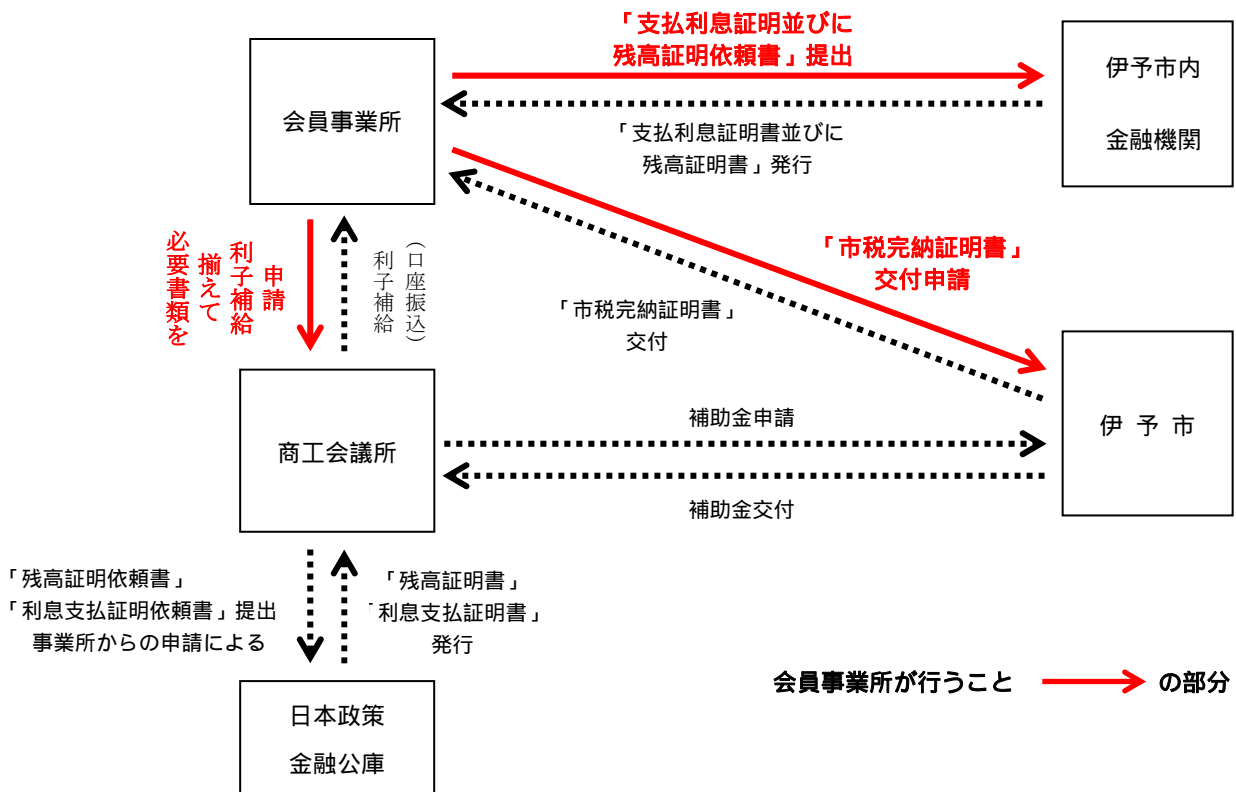 「支払利息証明並びに
残高証明依頼書」提出
会員事業所
伊予市内
金融機関
「支払利息証明書並びに
残高証明書」発行
必要書類を
揃えて
利子補給
申請
(口座振込)
利子補給
「市税完納証明書」
交付申請
「市税完納証明書」
交付
商工会議所
補助金申請
補助金交付
伊予市
「残高証明依頼書」
「利息支払証明依頼書」提出
事業所からの申請による
「残高証明書」
「利息支払証明書」
発行
会員事業所が行うこと の部分
日本政策
金融公庫